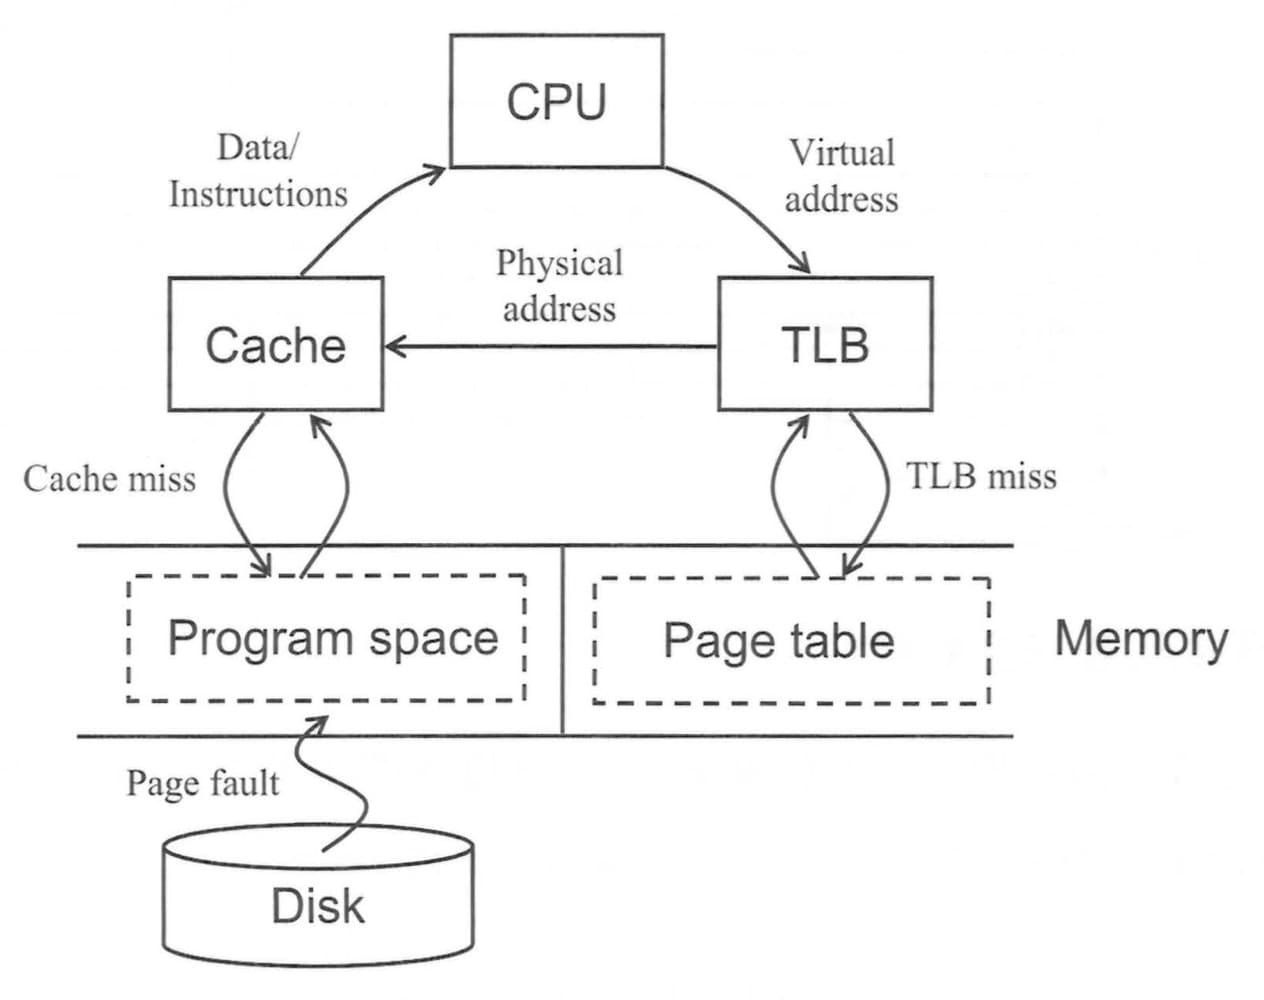 CPU
Data/
Instructions
Virtual
address
Physical
address
Cache
TLB
Cache miss
TLB miss
Program space
Page table
Memory
Page fault
Disk